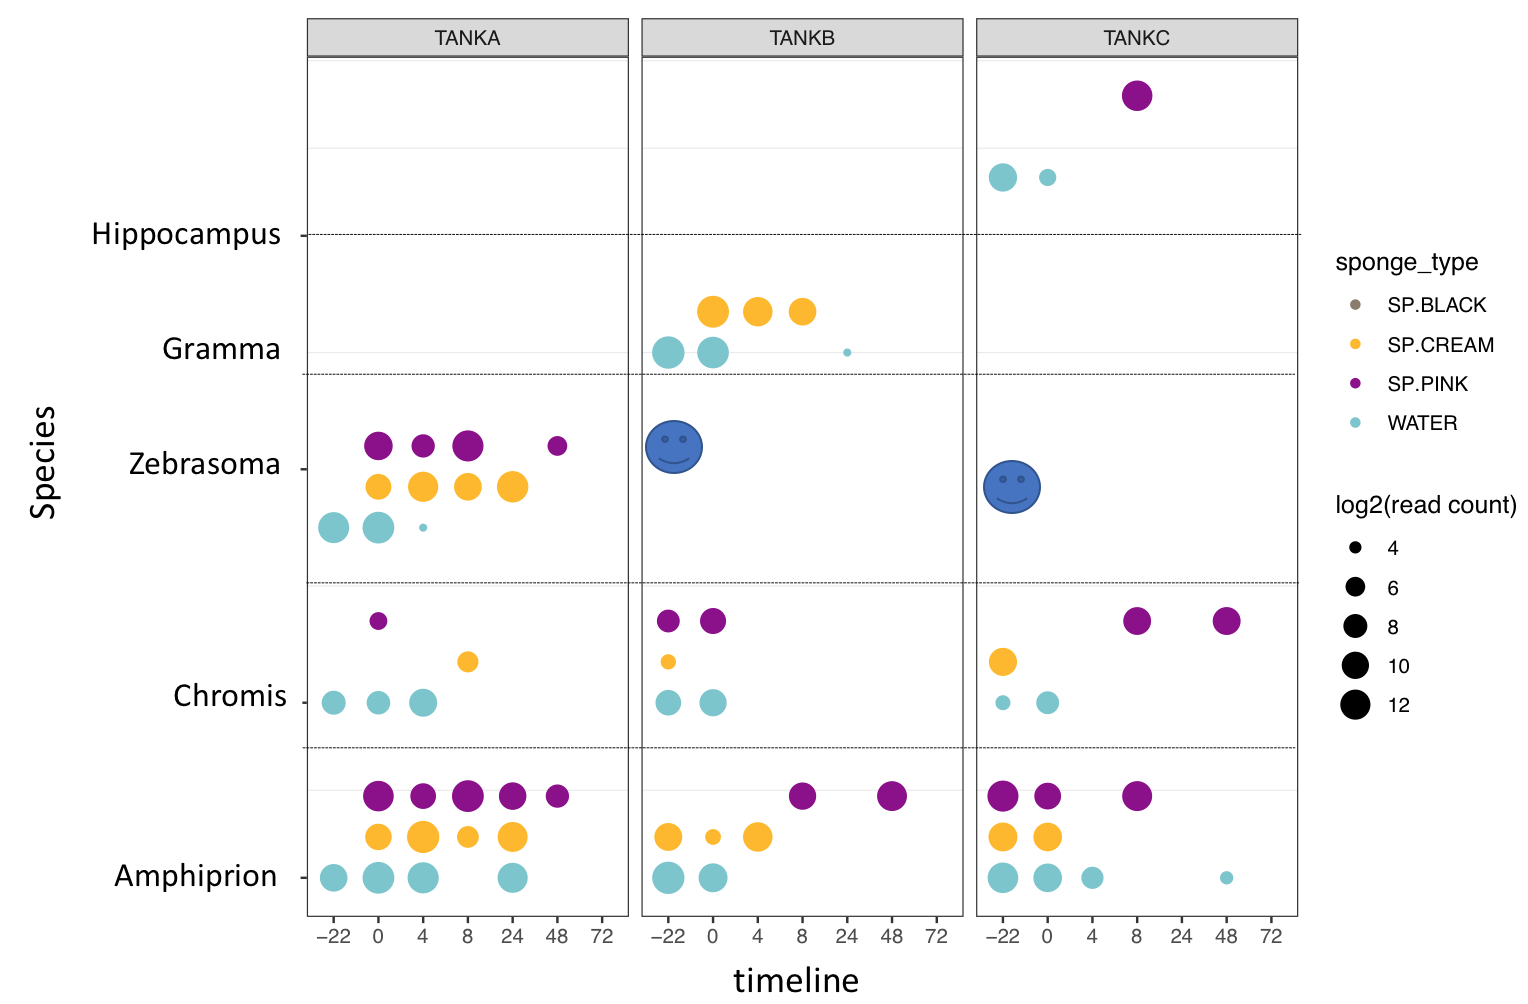 TANKA TANKB TANKC
Hippocampus
Gramma
Zebrasoma
Chromis
Amphiprion
Species
−22 0 4 8 24 48 72 −22 0 4 8 24 48 72 −22 0 4 8 24 48 72
timeline
sponge_type
SP.BLACK
SP.CREAM
SP.PINK
WATER
log2(read count)
4
6
8
10
12